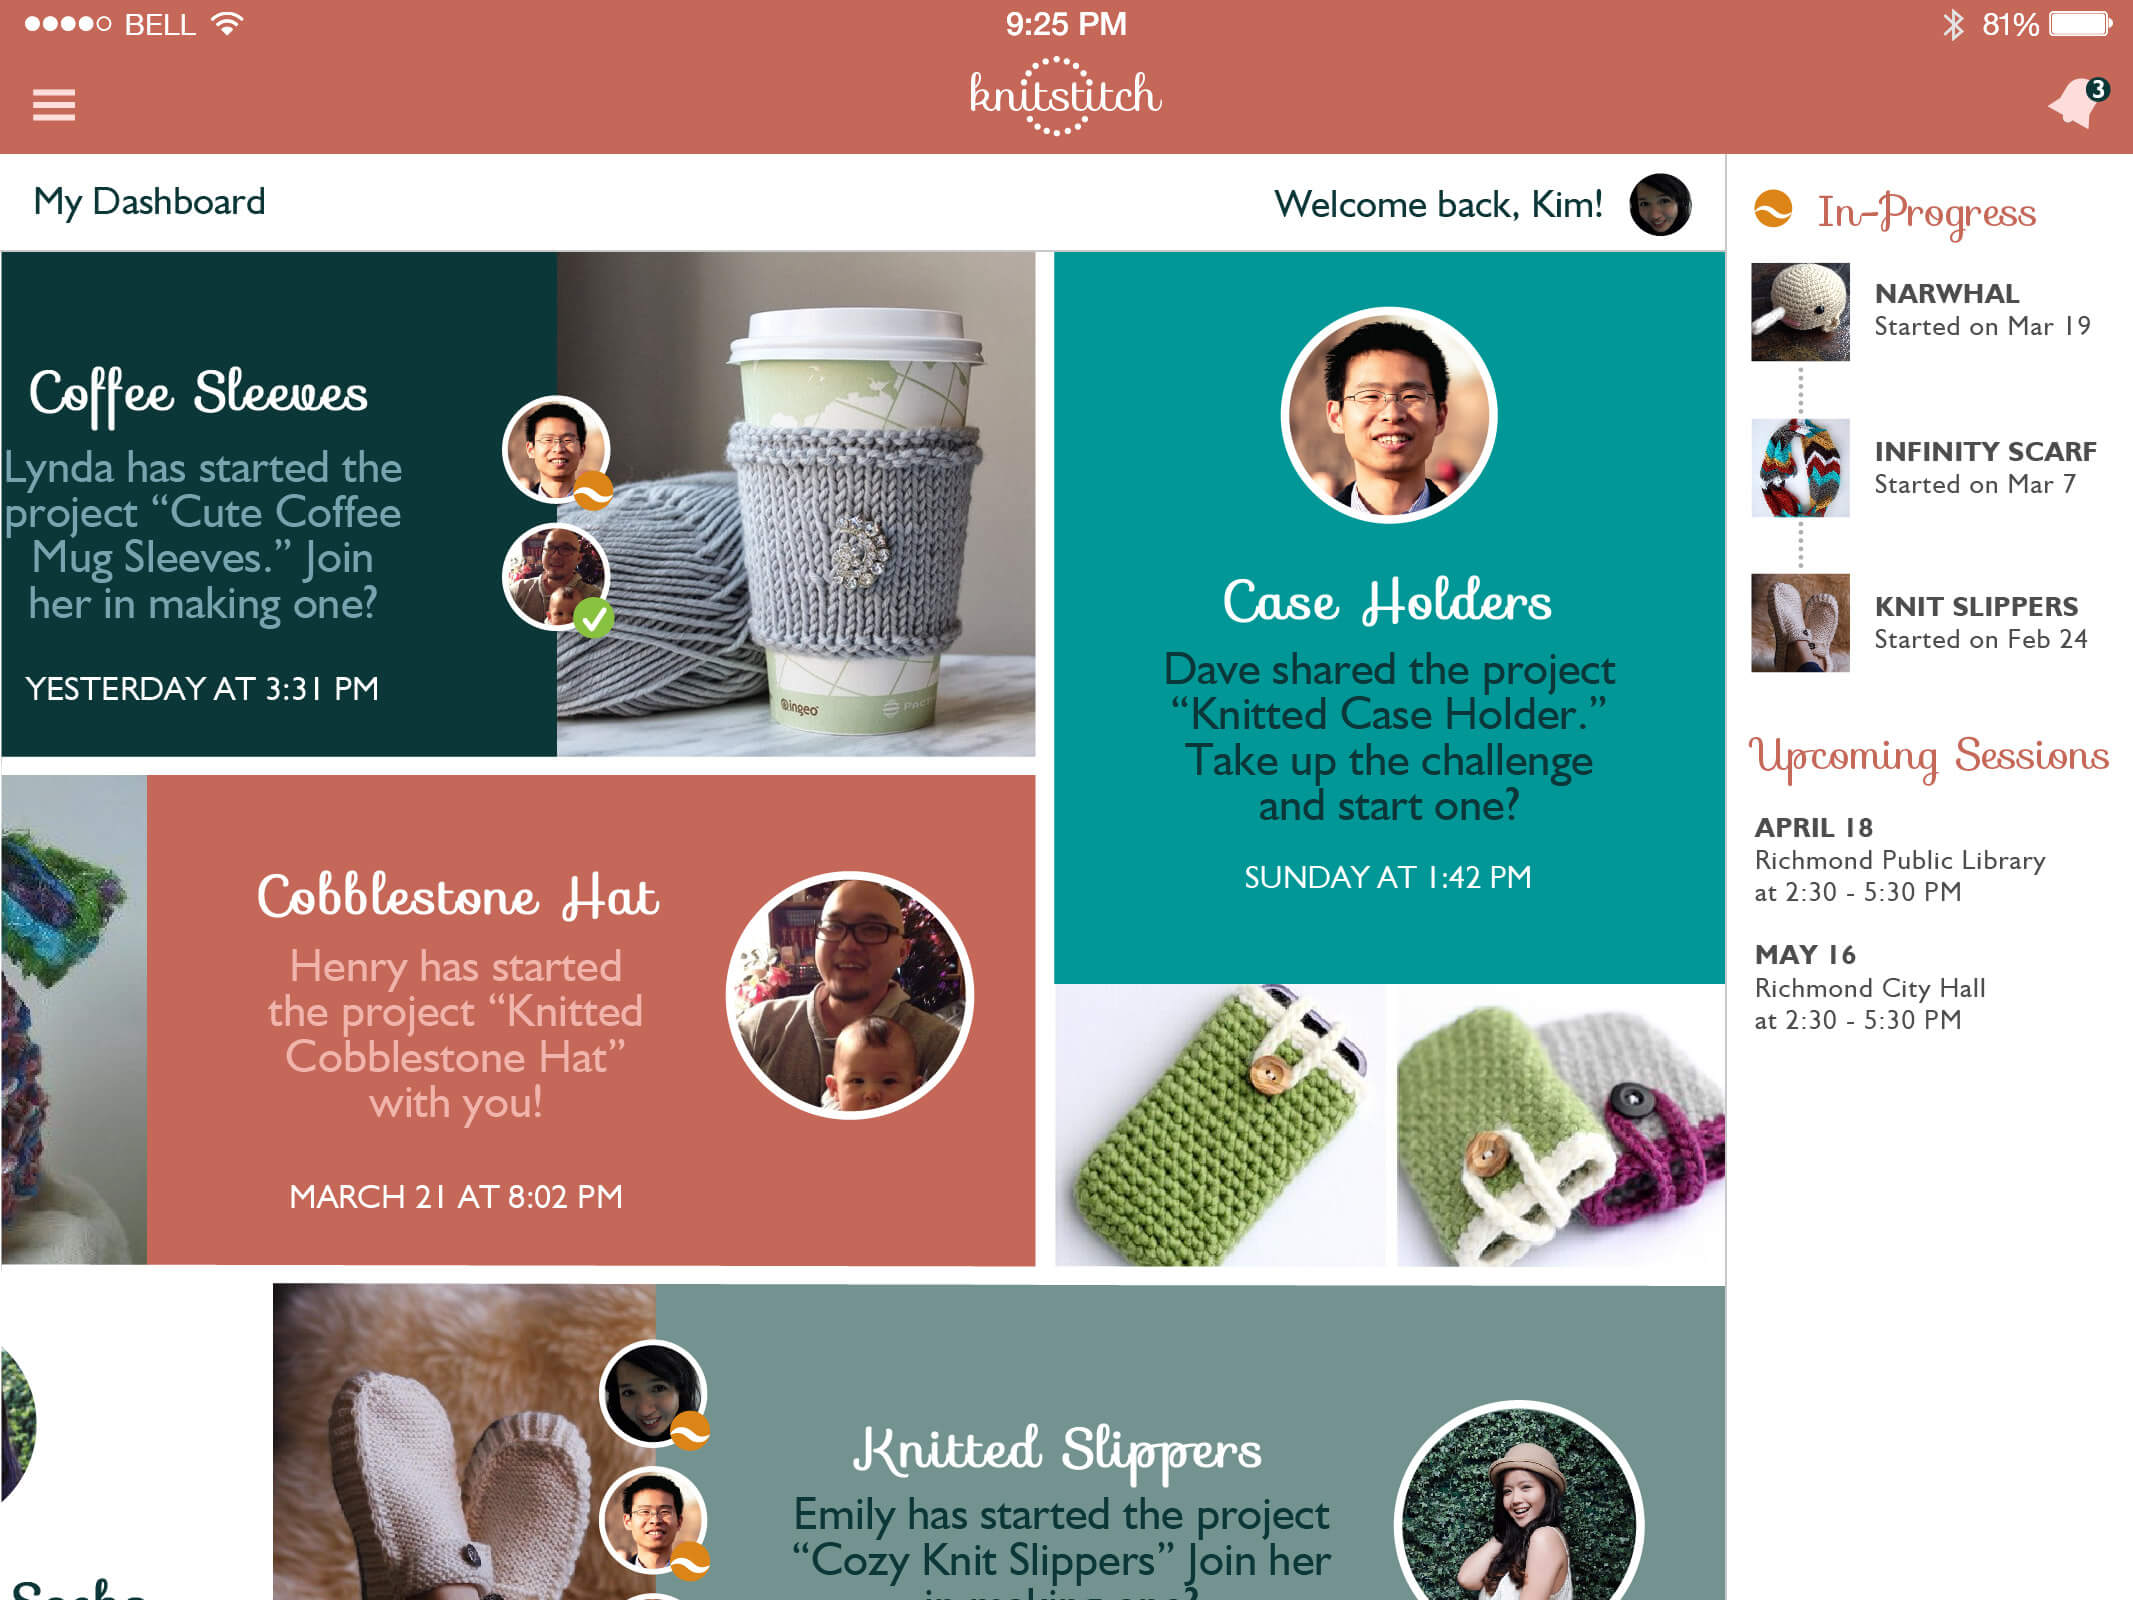 BELL
9:25 PM
81%
knitstitch
3
My Dashboard
Welcome back, Kim!
Coffee Sleeves
Lynda has started the
project “Cute Coffee
Mug Sleeves.” Join
her in making one?
YESTERDAY AT 3:31 PM
ingeo
PACT
Case Holders
Dave shared the project
“Knitted Case Holder.”
Take up the challenge
and start one?
SUNDAY AT 1:42 PM
Cobblestone Hat
Henry has started
the project “Knitted
Cobblestone Hat”
with you!
MARCH 21 AT 8:02 PM
Knitted Slippers
Emily has started the project
“Cozy Knit Slippers” Join her
in making one?
Socks
In-Progress
NARWHAL
Started on Mar 19
INFINITY SCARF
Started on Mar 7
KNIT SLIPPERS
Started on Feb 24
Upcoming Sessions
APRIL 18
Richmond Public Library
at 2:30 - 5:30 PM
MAY 16
Richmond City Hall
at 2:30 - 5:30 PM